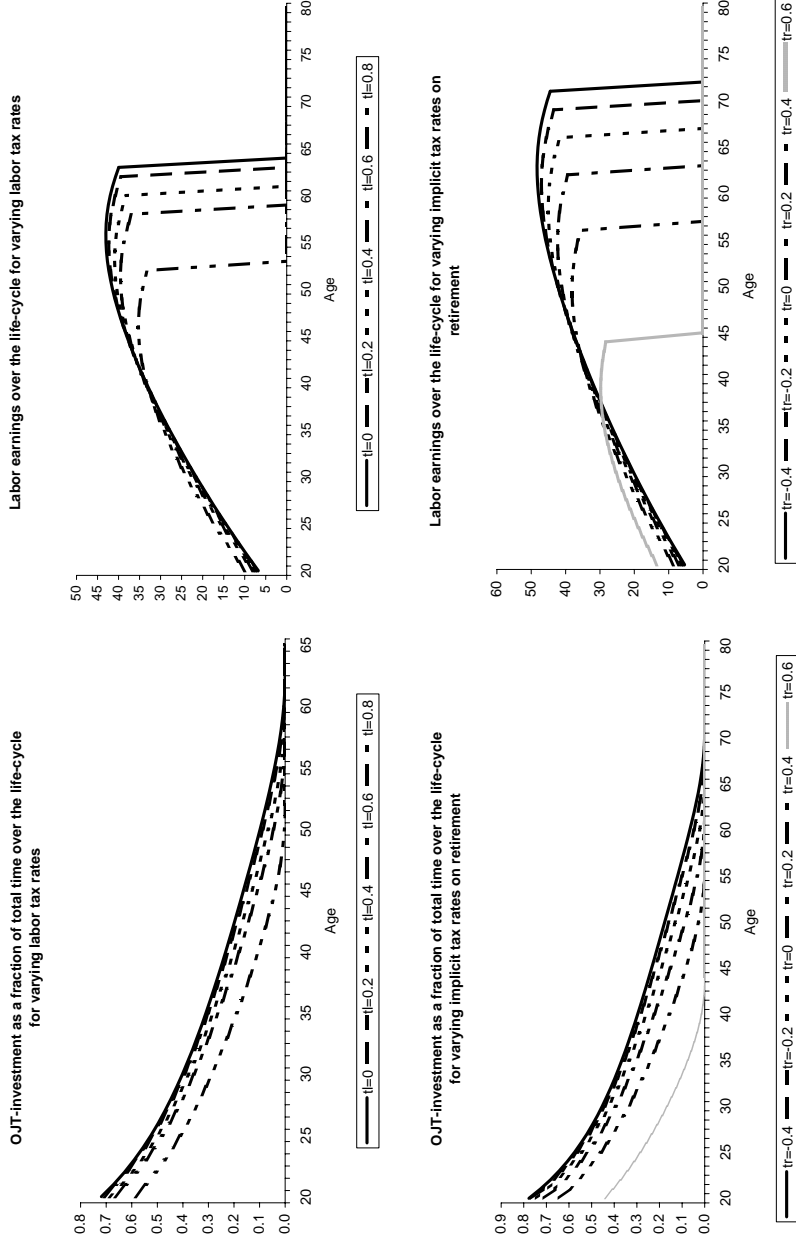 OJT-investment as a fraction of total time over the life-cycle
for varying labor tax rates
0.8
0.7
0.6
0.5
0.4
0.3
0.2
0.1
0.0
20 25 30 35 40 45 50 55 60 65
Age
tl=0 tl=0.2 tl=0.4 tl=0.6 tl=0.8
Labor earnings over the life-cycle for varying labor tax rates
50
45
40
35
30
25
20
15
10
5
0
20 25 30 35 40 45 50 55 60 65 70 75 80
Age
tl=0 tl=0.2 tl=0.4 tl=0.6 tl=0.8
OJT-investment as a fraction of total time over the life-cycle
for varying implicit tax rates on retirement
0.9
0.8
0.7
0.6
0.5
0.4
0.3
0.2
0.1
0.0
20 25 30 35 40 45 50 55 60 65 70 75 80
Age
tr=-0.4 tr=-0.2 tr=0 tr=0.2 tr=0.4 tr=0.6
Labor earnings over the life-cycle for varying implicit tax rates on
retirement
60
50
40
30
20
10
0
20 25 30 35 40 45 50 55 60 65 70 75 80
Age
tr=-0.4 tr=-0.2 tr=0 tr=0.2 tr=0.4 tr=0.6